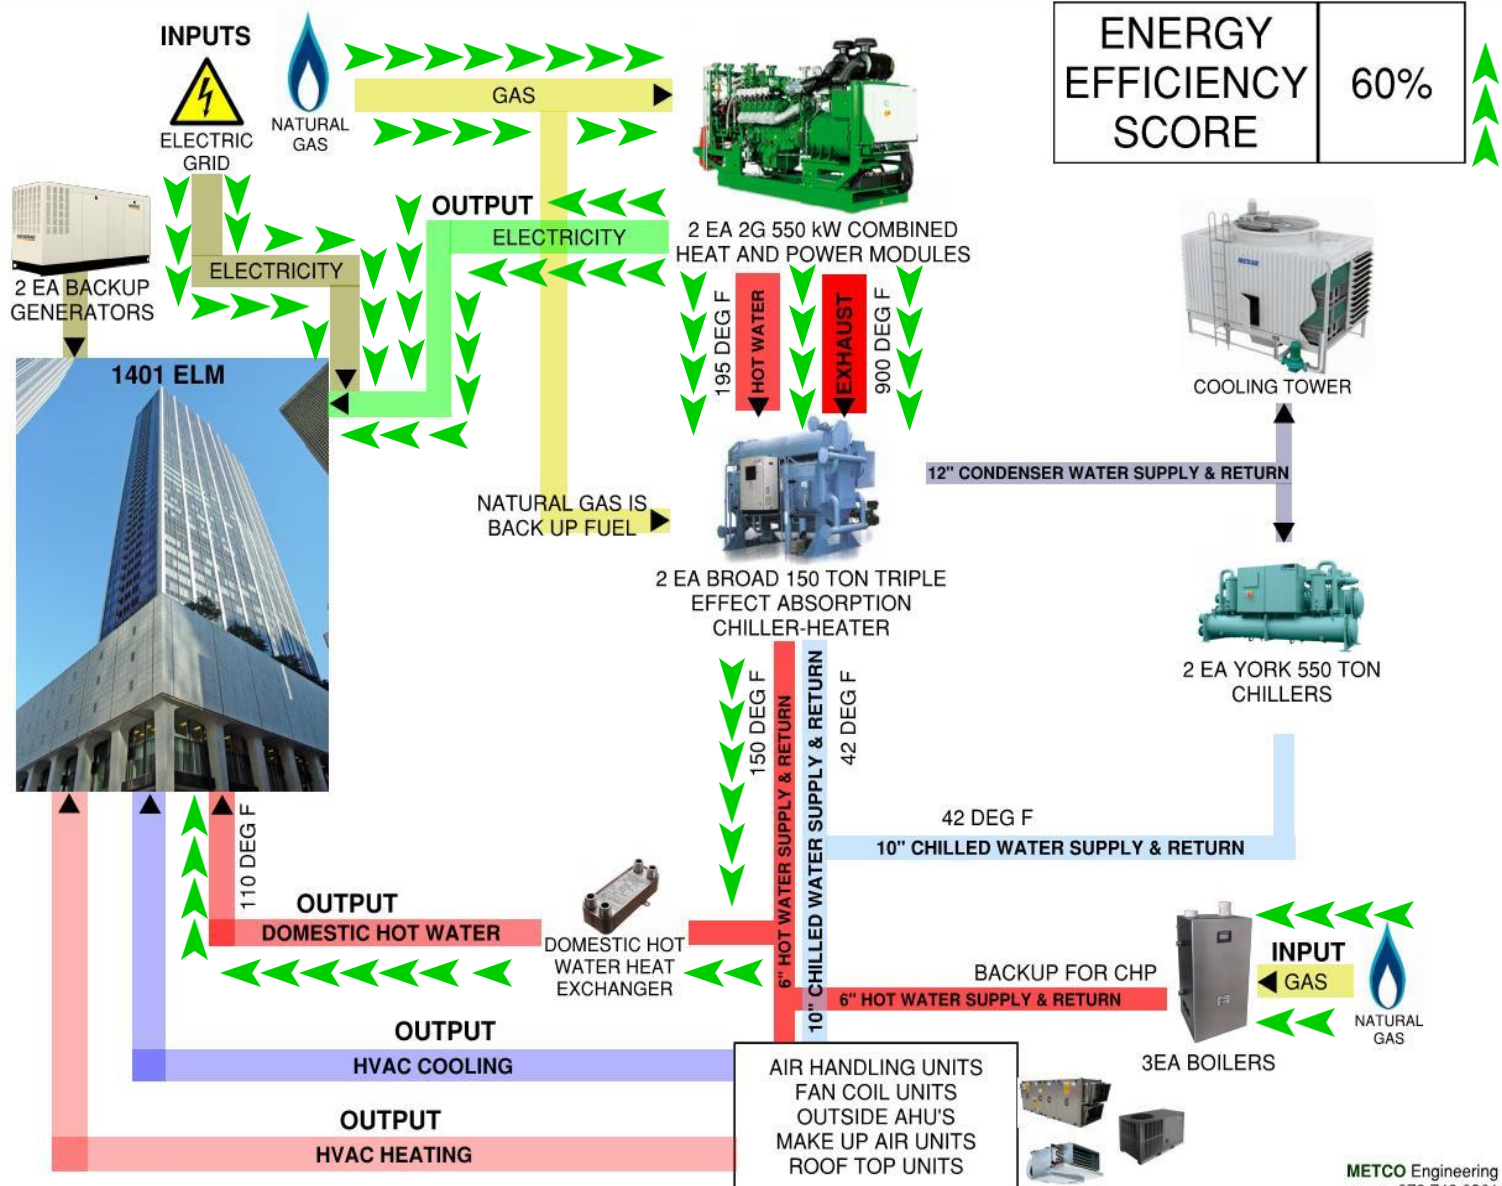 INPUTS
ELECTRIC
GRID
NATURAL
GAS
GAS
ENERGY
EFFICIENCY
SCORE
60%
2 EA BACKUP
GENERATORS
ELECTRICITY
OUTPUT
ELECTRICITY
2 EA 2G 550 kW COMBINED
HEAT AND POWER MODULES
195 DEG F
HOT WATER
EXHAUST
900 DEG F
COOLING TOWER
1401 ELM
12" CONDENSER WATER SUPPLY & RETURN
NATURAL GAS IS
BACK UP FUEL
2 EA BROAD 150 TON TRIPLE
EFFECT ABSORPTION
CHILLER-HEATER
2 EA YORK 550 TON
CHILLERS
150 DEG F
6" HOT WATER SUPPLY & RETURN
10" CHILLED WATER SUPPLY & RETURN
42 DEG F
42 DEG F
10" CHILLED WATER SUPPLY & RETURN
110 DEG F
OUTPUT
DOMESTIC HOT WATER
DOMESTIC HOT
WATER HEAT
EXCHANGER
BACKUP FOR CHP
6" HOT WATER SUPPLY & RETURN
INPUT
GAS
NATURAL
GAS
3EA BOILERS
OUTPUT
HVAC COOLING
OUTPUT
HVAC HEATING
AIR HANDLING UNITS
FAN COIL UNITS
OUTSIDE AHU'S
MAKE UP AIR UNITS
ROOF TOP UNITS
METCO Engineering